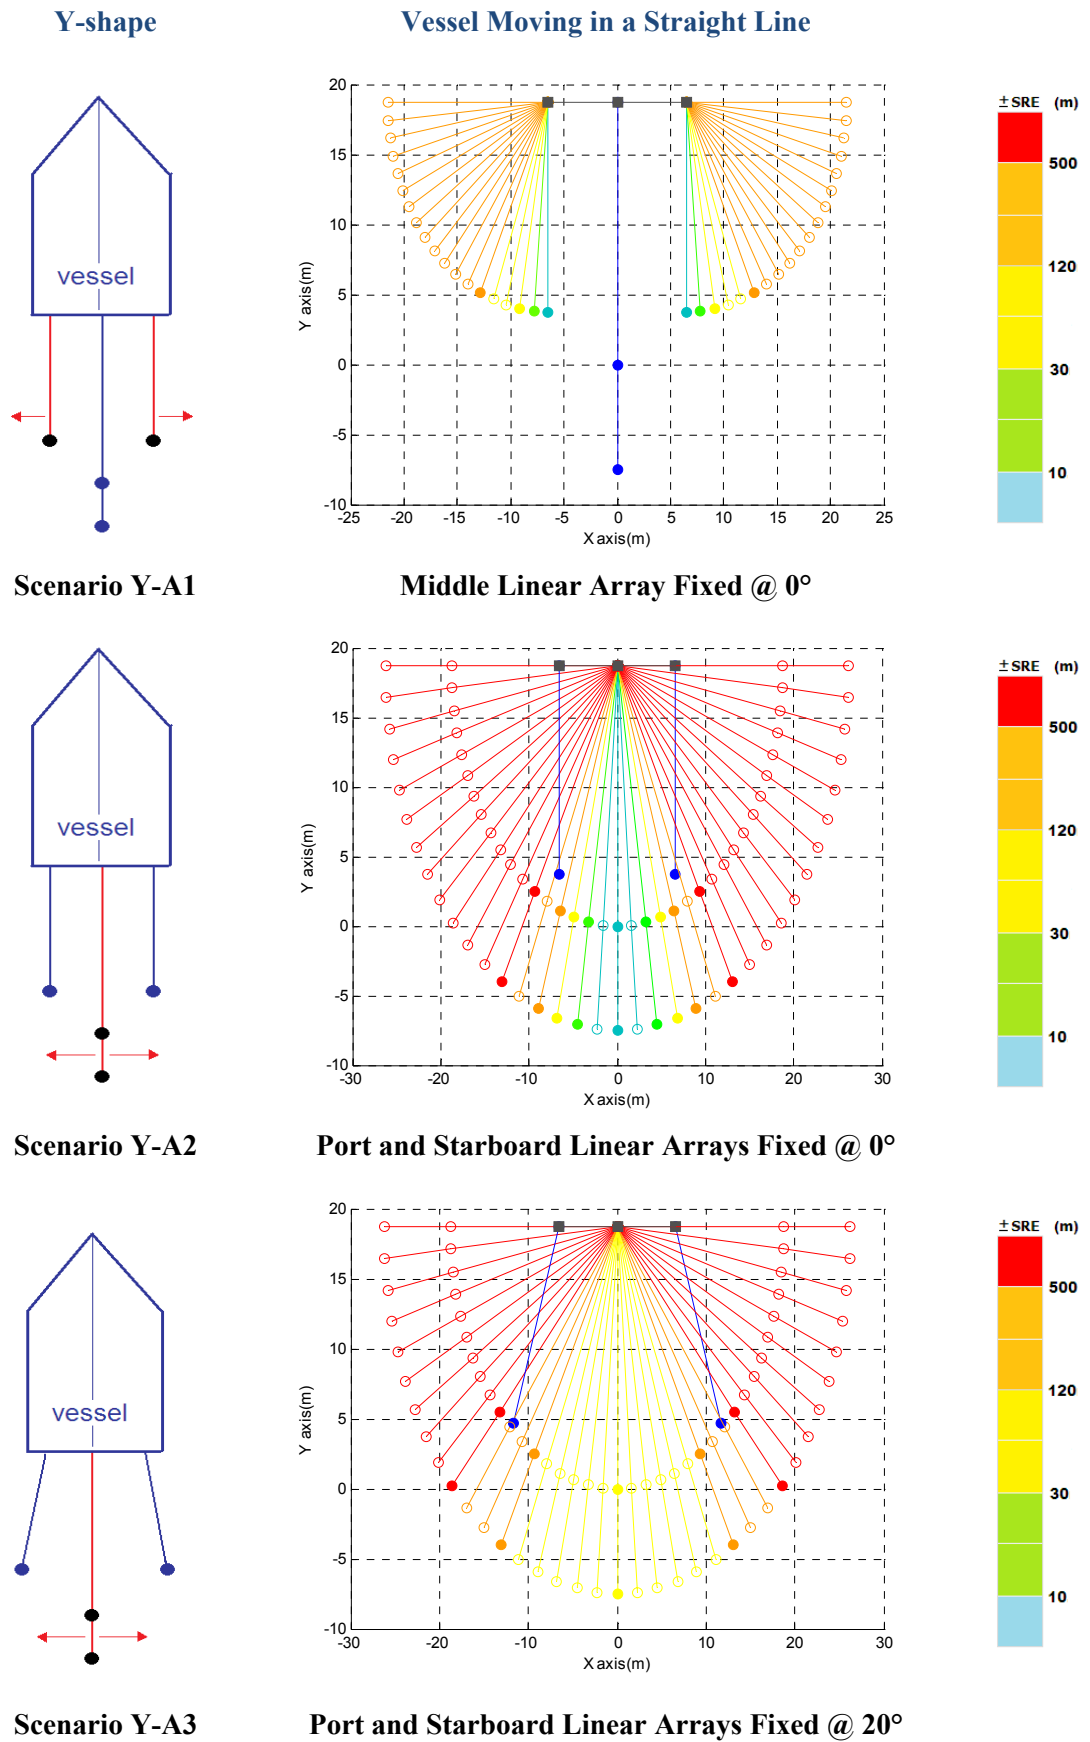 Y-shape
Vessel Moving in a Straight Line
vessel
20
15
10
5
0
-5
-10
Y axis(m)
-25 -20 -15 -10 -5 0 5 10 15 20 25
X axis(m)
± SRE (m)
500
120
30
10
Scenario Y-A1
Middle Linear Array Fixed @ 0°
vessel
20
15
10
5
0
-5
-10
Y axis(m)
-30 -20 -10 0 10 20 30
X axis(m)
± SRE (m)
500
120
30
10
Scenario Y-A2
Port and Starboard Linear Arrays Fixed @ 0°
vessel
20
15
10
5
0
-5
-10
Y axis(m)
-30 -20 -10 0 10 20 30
X axis(m)
± SRE (m)
500
120
30
10
Scenario Y-A3
Port and Starboard Linear Arrays Fixed @ 20°